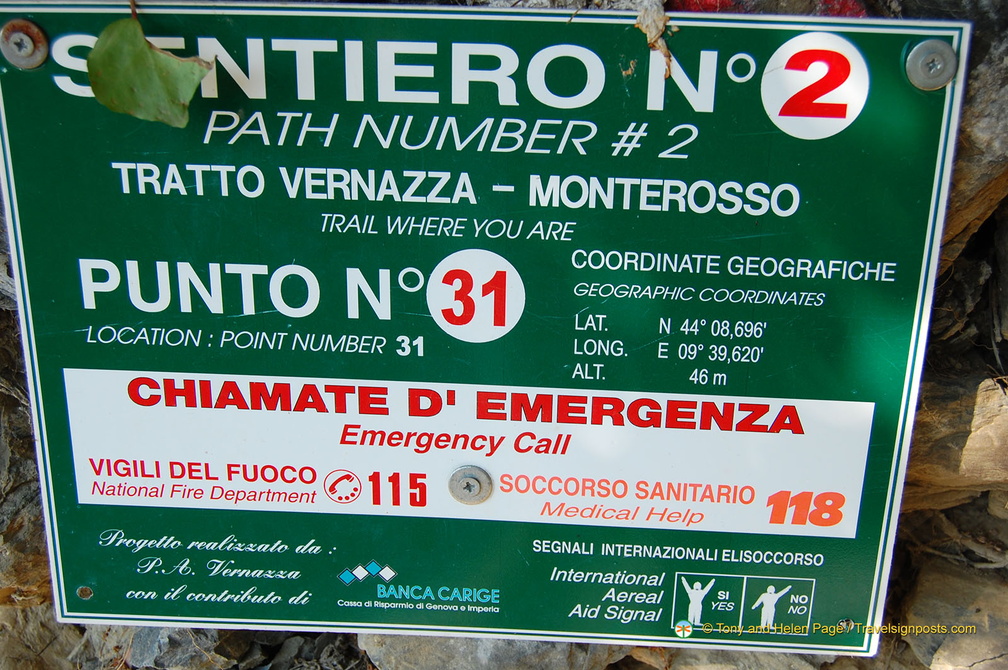 SENTIERO N° 2
PATH NUMBER # 2
TRATTO VERNAZZA - MONTEROSSO
TRAIL WHERE YOU ARE
PUNTO N° 31
LOCATION : POINT NUMBER 31
COORDINATE GEOGRAFICHE
GEOGRAPHIC COORDINATES
LAT. N 44° 08,696'
LONG. E 09° 39,620'
ALT. 46 m
CHIAMATE D' EMERGENZA
Emergency Call
VIGILI DEL FUOCO
National Fire Department
115
SOCCORSO SANITARIO
Medical Help
118
Progetto realizzato da :
P.A. Vernazza
con il contributo di
BANCA CARIGE
Cassa di Risparmio di Genova e Imperia
SEGNALI INTERNAZIONALI ELISOCCORSO
International
Aereal
Aid Signal
SI
YES
NO
NO
© Tony and Helen Page / Travelsignposts.com